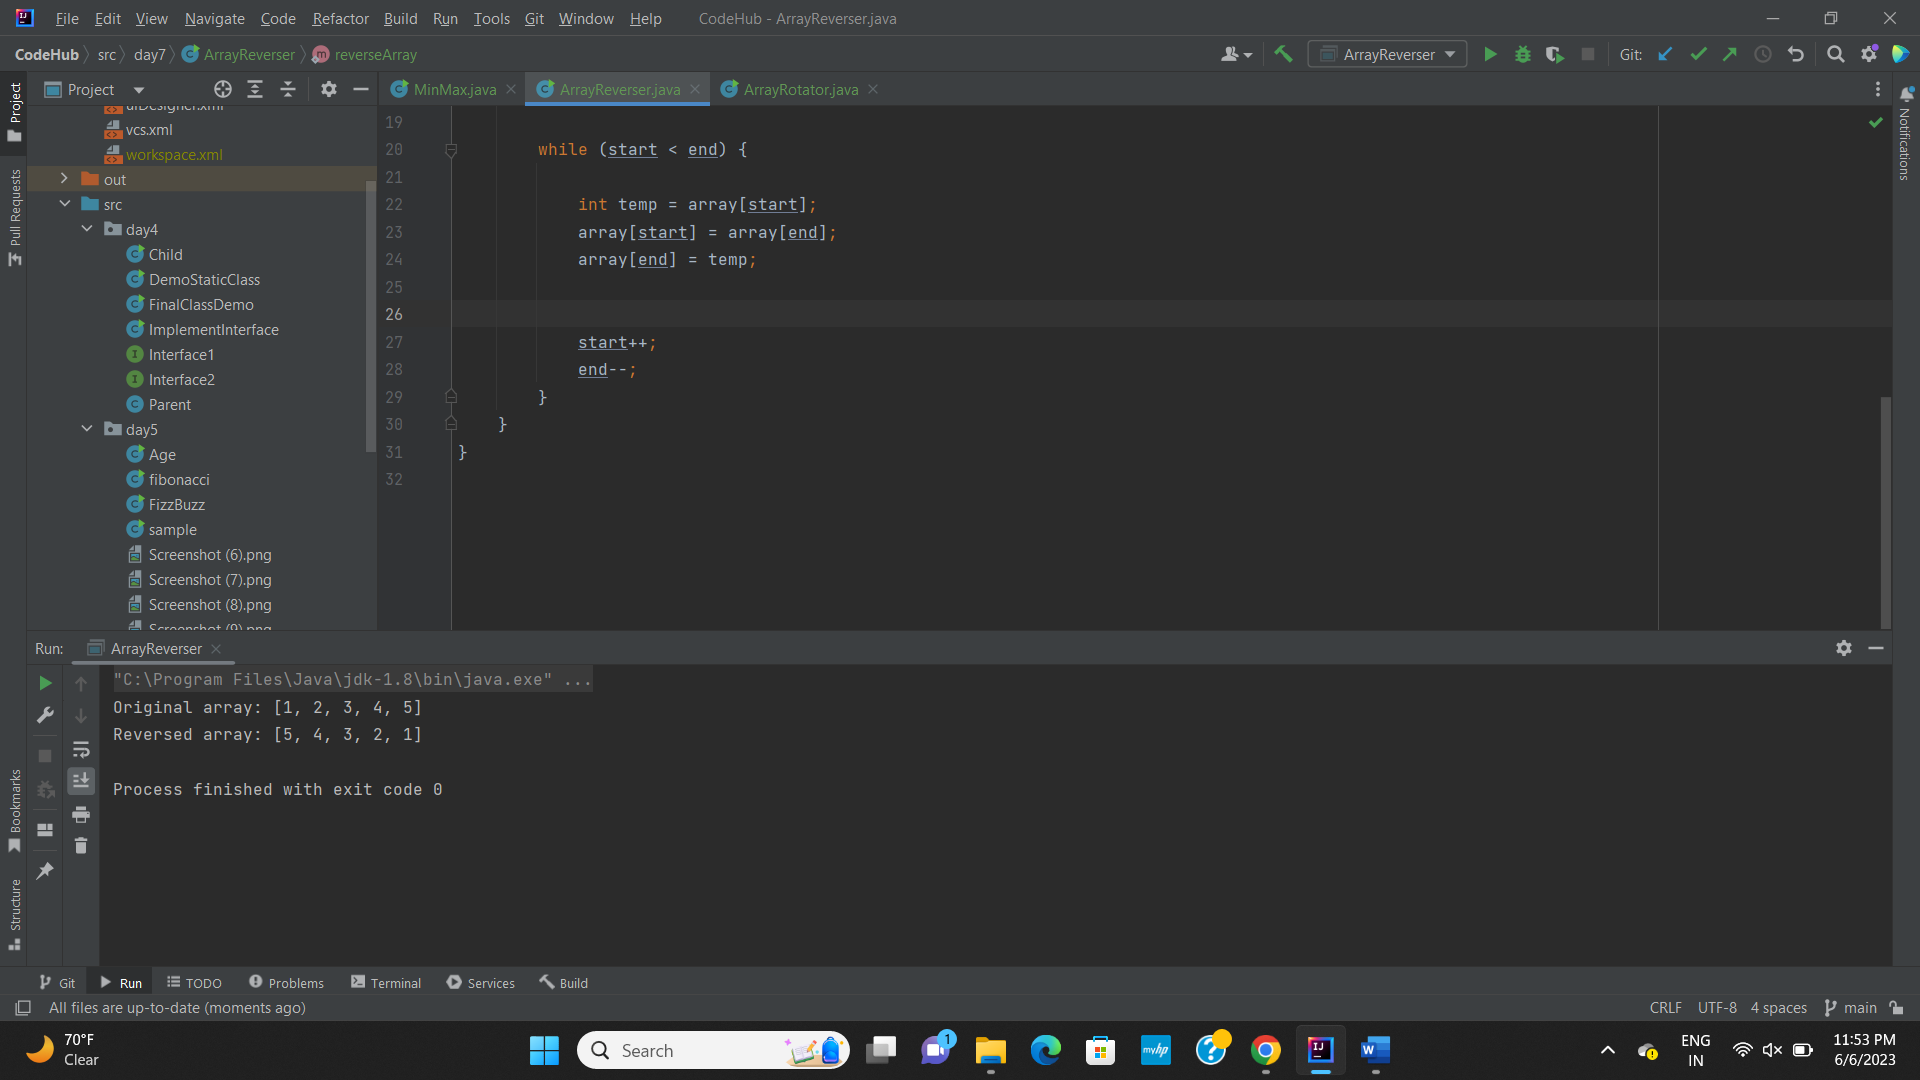 File Edit View Navigate Code Refactor Build Run Tools Git Window Help CodeHub - ArrayReverser.java
CodeHub src day7 ArrayReverser reverseArray ArrayReverser Git:
Project
MinMax.java ArrayReverser.java ArrayRotator.java
Project
Pull Requests
Bookmarks
Structure
Notifications
uiDesigner.xml
vcs.xml
workspace.xml
out
src
day4
Child
DemoStaticClass
FinalClassDemo
ImplementInterface
Interface1
Interface2
Parent
day5
Age
fibonacci
FizzBuzz
sample
Screenshot (6).png
Screenshot (7).png
Screenshot (8).png
Screenshot (9).png
19
20 while (start < end) {
21
22 int temp = array[start];
23 array[start] = array[end];
24 array[end] = temp;
25
26
27 start++;
28 end--;
29 }
30 }
31 }
32
Run: ArrayReverser
"C:\Program Files\Java\jdk-1.8\bin\java.exe" ...
Original array: [1, 2, 3, 4, 5]
Reversed array: [5, 4, 3, 2, 1]
Process finished with exit code 0
Git Run TODO Problems Terminal Services Build
All files are up-to-date (moments ago) CRLF UTF-8 4 spaces main
70°F
Clear
Search
1
myhp
ENG
IN
11:53 PM
6/6/2023